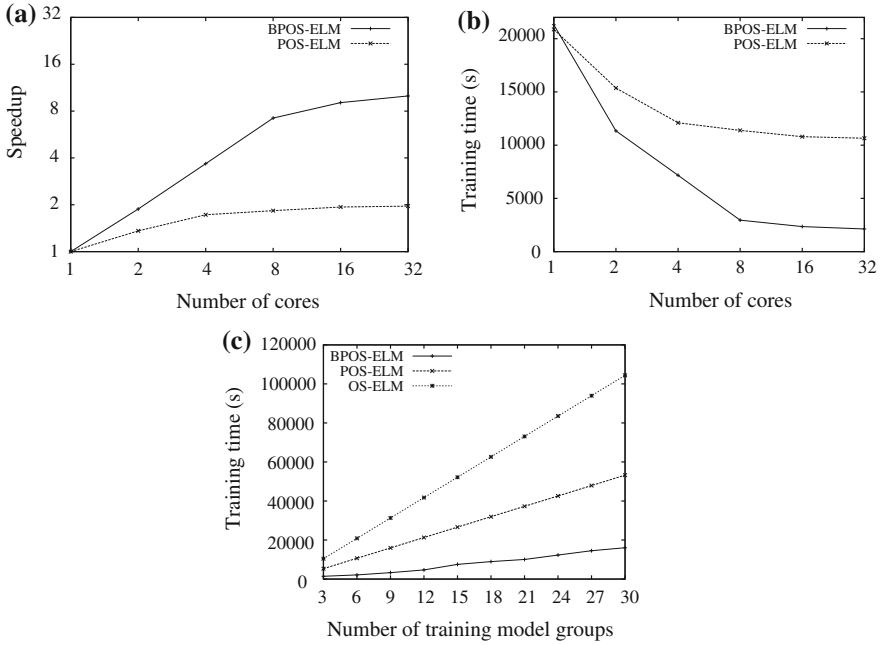 (a)
32
16
8
4
2
1
Speedup
BPOS-ELM
POS-ELM
1 2 4 8 16 32
Number of cores
(b)
20000
15000
10000
5000
0
Training time (s)
BPOS-ELM
POS-ELM
1 2 4 8 16 32
Number of cores
(c)
120000
100000
80000
60000
40000
20000
0
Training time (s)
BPOS-ELM
POS-ELM
OS-ELM
3 6 9 12 15 18 21 24 27 30
Number of training model groups